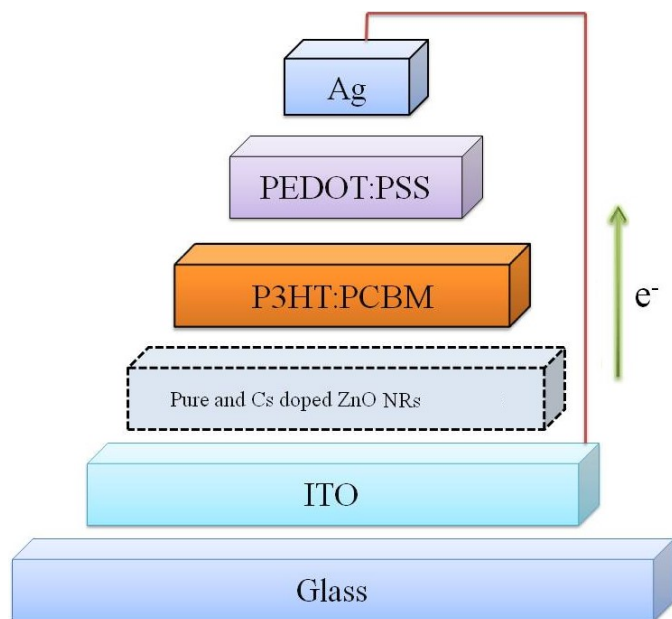 Ag
PEDOT:PSS
P3HT:PCBM
e-
Pure and Cs doped ZnO NRs
ITO
Glass